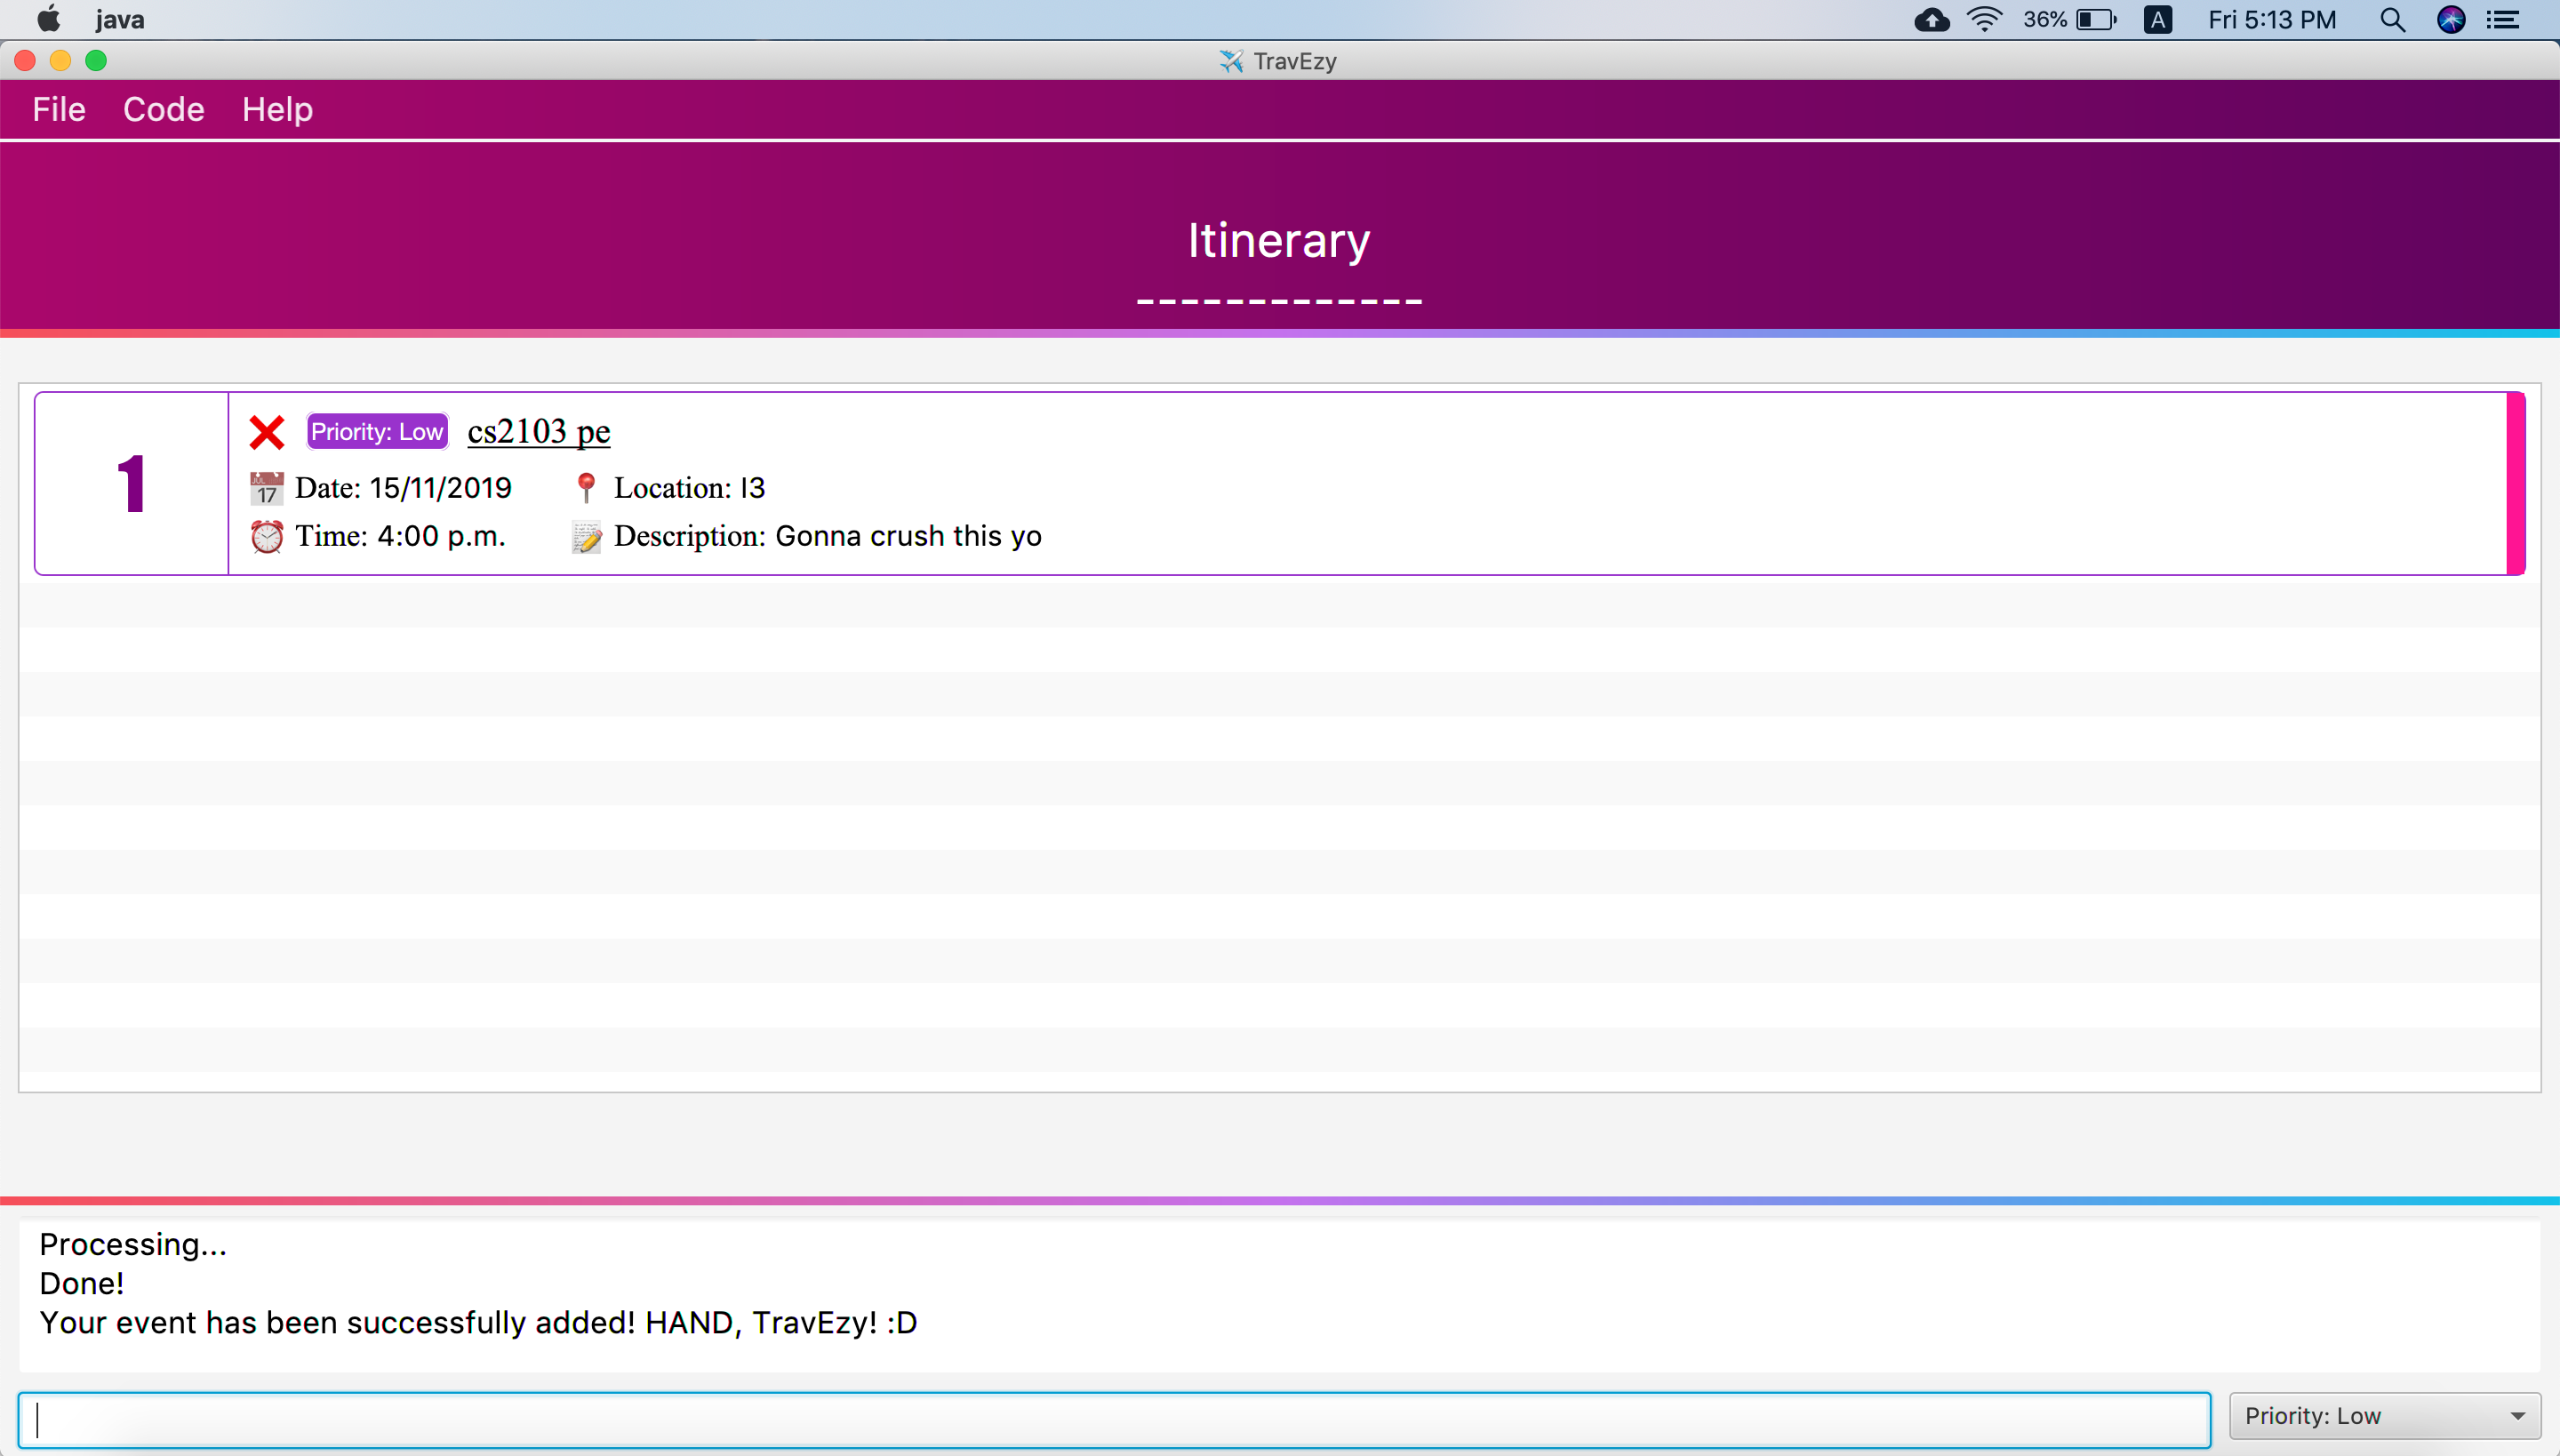 java
36%
A
Fri 5:13 PM
TravEzy
File Code Help
Itinerary
-------------
1
Priority: Low cs2103 pe
JUL 17 Date: 15/11/2019 Location: I3
Time: 4:00 p.m. Description: Gonna crush this yo
Processing...
Done!
Your event has been successfully added! HAND, TravEzy! :D
Priority: Low